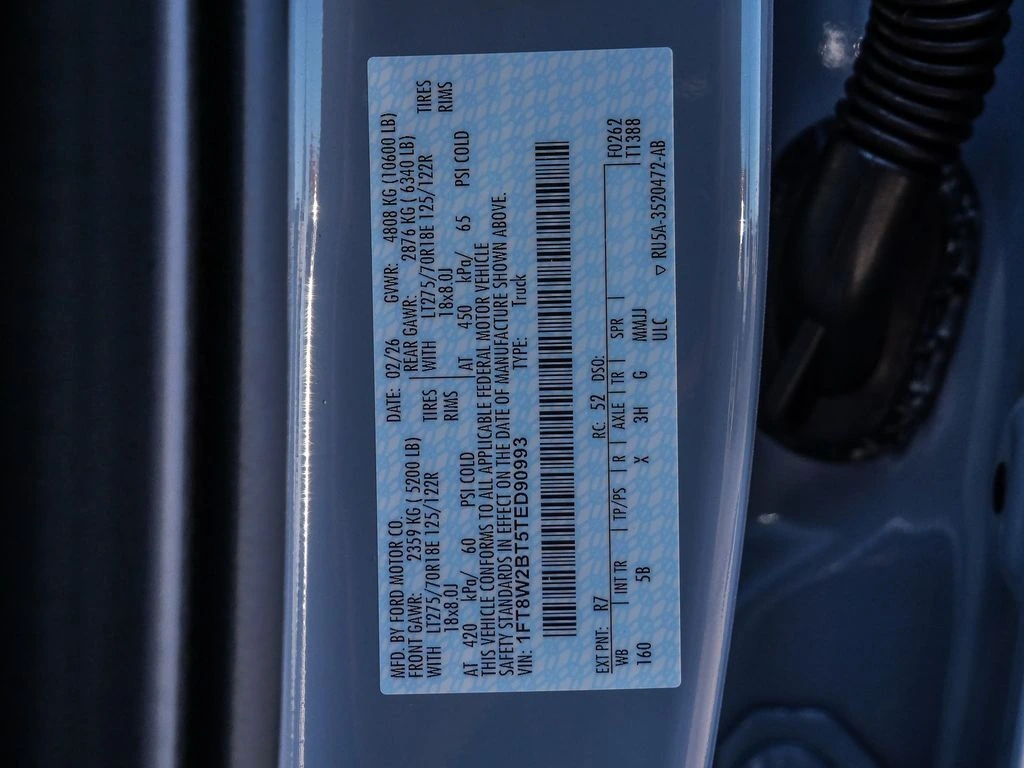 MFD. BY FORD MOTOR CO. DATE: 02/26 GVWR: 4808 KG (10600 LB)
FRONT GAWR: 2359 KG ( 5200 LB) REAR GAWR: 2876 KG ( 6340 LB)
WITH LT275/70R18E 125/122R TIRES WITH LT275/70R18E 125/122R TIRES
18x8.0J RIMS 18x8.0J RIMS
AT 420 kPa/ 60 PSI COLD AT 450 kPa/ 65 PSI COLD
THIS VEHICLE CONFORMS TO ALL APPLICABLE FEDERAL MOTOR VEHICLE
SAFETY STANDARDS IN EFFECT ON THE DATE OF MANUFACTURE SHOWN ABOVE.
VIN: 1FT8W2BT5TED90993 TYPE: Truck
EXT PNT: R7 RC: 52 DSO: F0262
WB | INT TR | TP/PS | R | AXLE | TR | SPR | T1388
160 5B X 3H G MMUJ
ULC ▽ RU5A-3520472-AB